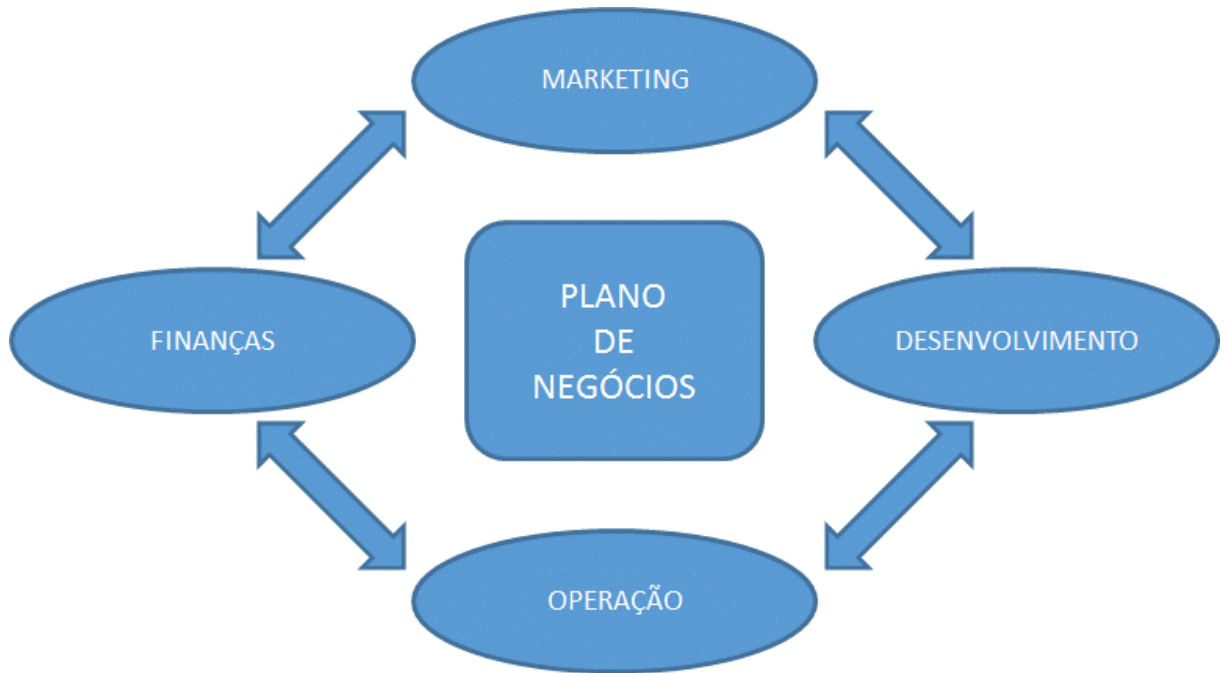 MARKETING
FINANÇAS
PLANO
DE
NEGÓCIOS
DESENVOLVIMENTO
OPERAÇÃO